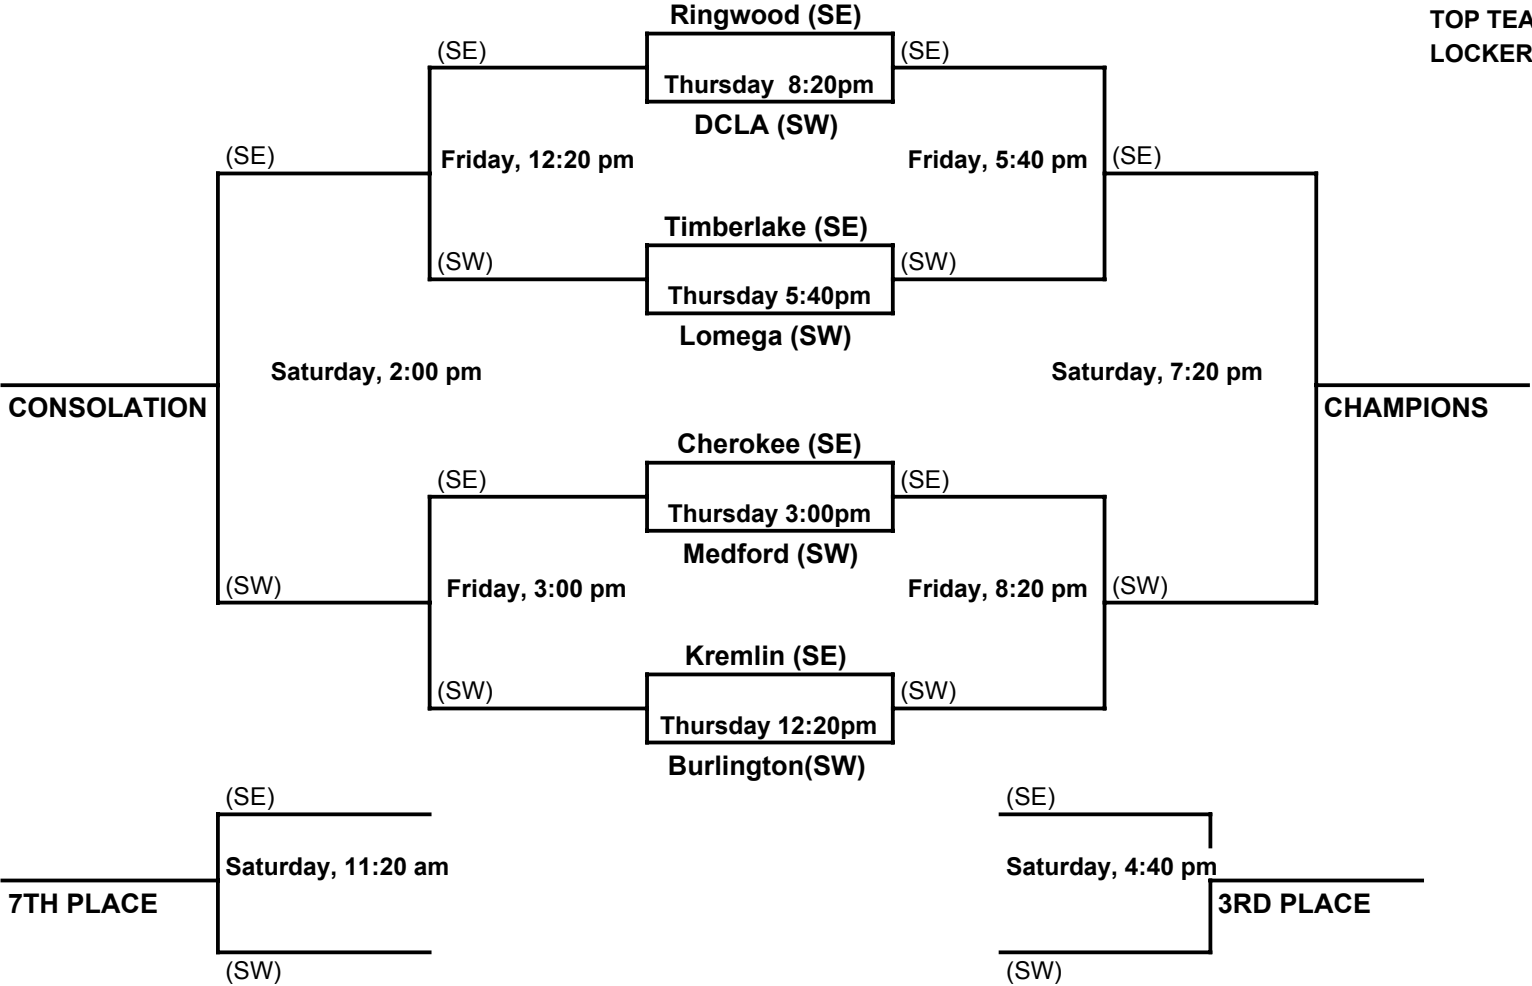 Ringwood (SE)
TOP TEA
LOCKER
(SE)
(SE)
Thursday  8:20pm
DCLA (SW)
(SE)
Friday, 12:20 pm
Friday, 5:40 pm
(SE)
Timberlake (SE)
(SW)
(SW)
Thursday 5:40pm
Lomega (SW)
Saturday, 2:00 pm
Saturday, 7:20 pm
CONSOLATION
CHAMPIONS
Cherokee (SE)
(SE)
(SE)
Thursday 3:00pm
Medford (SW)
(SW)
Friday, 3:00 pm
Friday, 8:20 pm
(SW)
Kremlin (SE)
(SW)
(SW)
Thursday 12:20pm
Burlington(SW)
(SE)
(SE)
Saturday, 11:20 am
Saturday, 4:40 pm
7TH PLACE
3RD PLACE
(SW)
(SW)